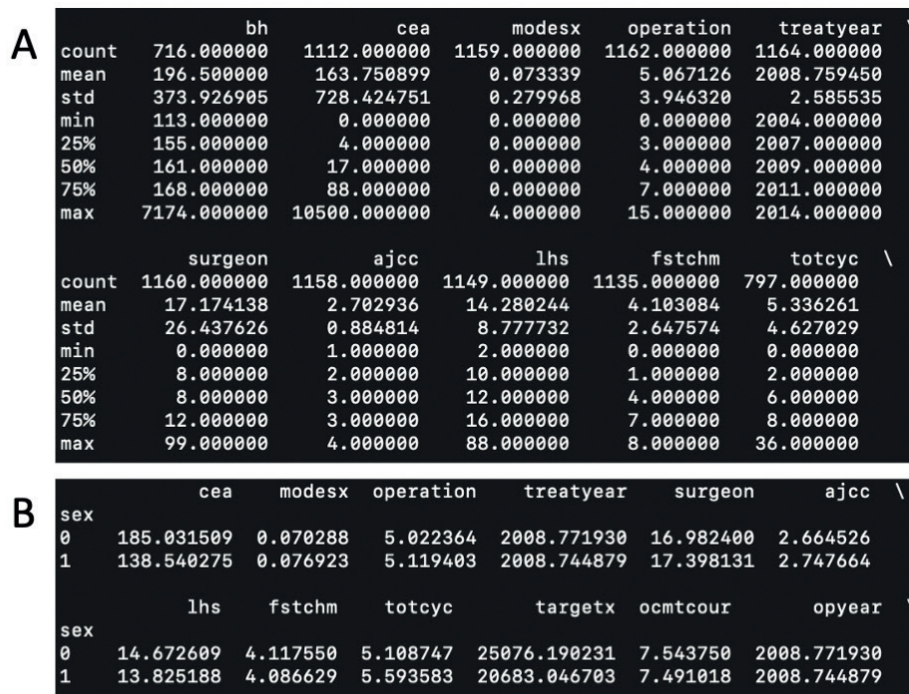 A
bh cea modesx operation treatyear \
count 716.000000 1112.000000 1159.000000 1162.000000 1164.000000
mean 196.500000 163.750899 0.073339 5.067126 2008.759450
std 373.926905 728.424751 0.279968 3.946320 2.585535
min 113.000000 0.000000 0.000000 0.000000 2004.000000
25% 155.000000 4.000000 0.000000 3.000000 2007.000000
50% 161.000000 17.000000 0.000000 4.000000 2009.000000
75% 168.000000 88.000000 0.000000 7.000000 2011.000000
max 7174.000000 10500.000000 4.000000 15.000000 2014.000000
surgeon ajcc lhs fstchm totcyc \
count 1160.000000 1158.000000 1149.000000 1135.000000 797.000000
mean 17.174138 2.702936 14.280244 4.103084 5.336261
std 26.437626 0.884814 8.777732 2.647574 4.627029
min 0.000000 1.000000 2.000000 0.000000 0.000000
25% 8.000000 2.000000 10.000000 1.000000 2.000000
50% 8.000000 3.000000 12.000000 4.000000 6.000000
75% 12.000000 3.000000 16.000000 7.000000 8.000000
max 99.000000 4.000000 88.000000 8.000000 36.000000
B
cea modesx operation treatyear surgeon ajcc \
sex
0 185.031509 0.070288 5.022364 2008.771930 16.982400 2.664526
1 138.540275 0.076923 5.119403 2008.744879 17.398131 2.747664
lhs fstchm totcyc targetx ocmtcour opyear \
sex
0 14.672609 4.117550 5.108747 25076.190231 7.543750 2008.771930
1 13.825188 4.086629 5.593583 20683.046703 7.491018 2008.744879